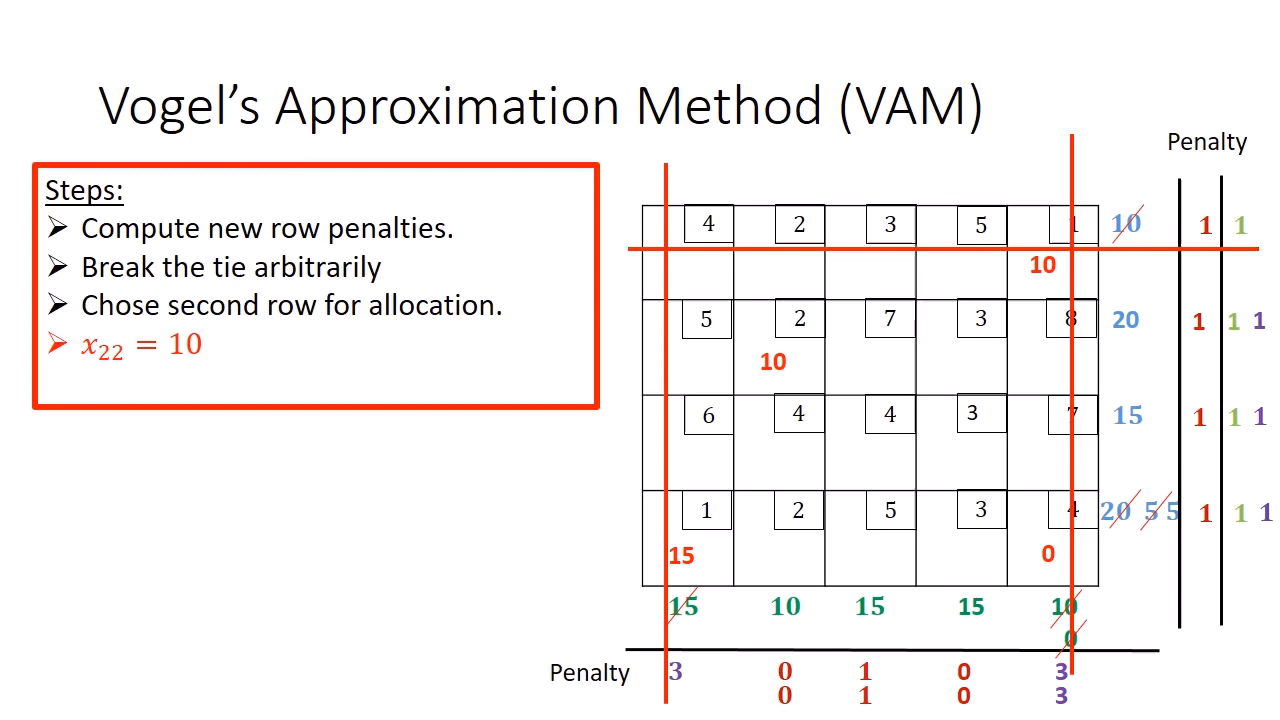 Vogel's Approximation Method (VAM)
Penalty
Steps:
➢ Compute new row penalties.
➢ Break the tie arbitrarily
➢ Chose second row for allocation.
➢ x₂₂ = 10
4 2 3 5 1 10 1 1
10
5 2 7 3 8 20 1 1 1
10
6 4 4 3 7 15 1 1 1
1 2 5 3 4 20 5 5 1 1 1
15 0
15 10 15 15 10
0
Penalty 3 0 1 0 3
0 1 0 3